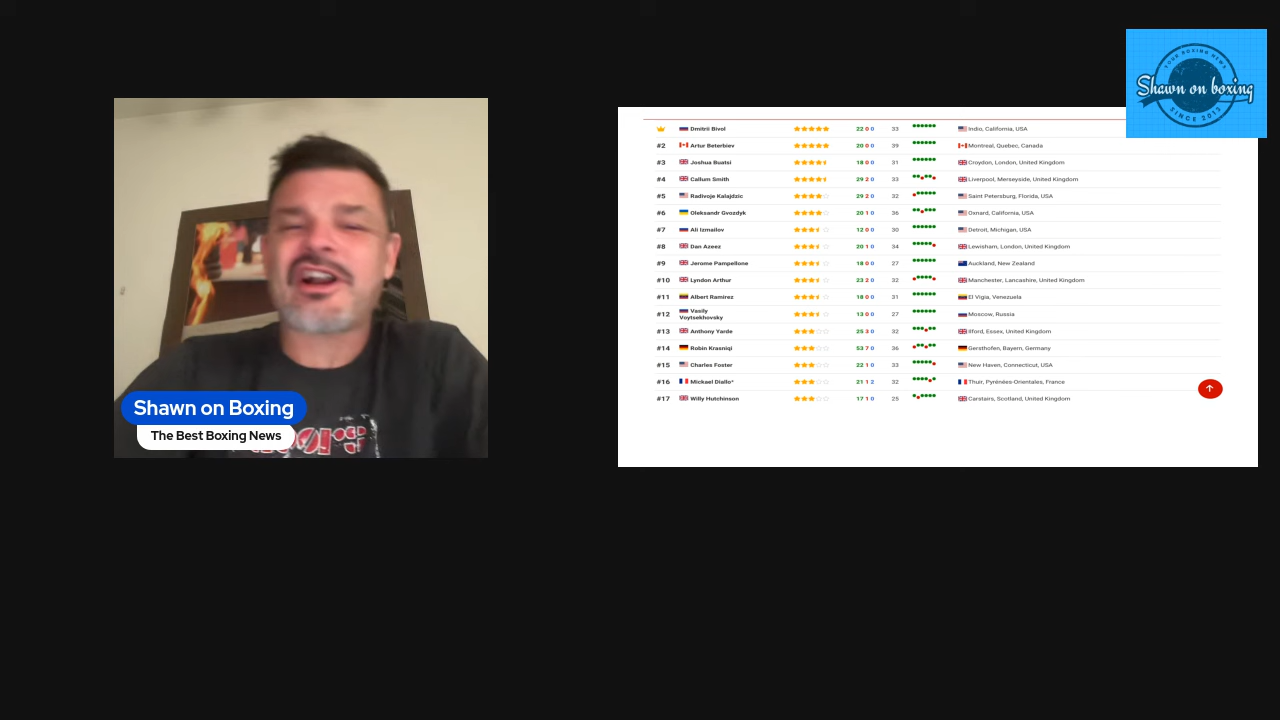 YOUR BOXING NEWS
Shawn on boxing
SINCE 2012
Dmitrii Bivol 22 0 0 33 Indio, California, USA
#2 Artur Beterbiev 20 0 0 39 Montreal, Quebec, Canada
#3 Joshua Buatsi 18 0 0 31 Croydon, London, United Kingdom
#4 Callum Smith 29 2 0 33 Liverpool, Merseyside, United Kingdom
#5 Radivoje Kalajdzic 29 2 0 32 Saint Petersburg, Florida, USA
#6 Oleksandr Gvozdyk 20 1 0 36 Oxnard, California, USA
#7 Ali Izmailov 12 0 0 30 Detroit, Michigan, USA
#8 Dan Azeez 20 1 0 34 Lewisham, London, United Kingdom
#9 Jerome Pampellone 18 0 0 27 Auckland, New Zealand
#10 Lyndon Arthur 23 2 0 32 Manchester, Lancashire, United Kingdom
#11 Albert Ramirez 18 0 0 31 El Vigia, Venezuela
#12 Vasily Voytsekhovsky 13 0 0 27 Moscow, Russia
#13 Anthony Yarde 25 3 0 32 Ilford, Essex, United Kingdom
#14 Robin Krasniqi 53 7 0 36 Gersthofen, Bayern, Germany
#15 Charles Foster 22 1 0 33 New Haven, Connecticut, USA
#16 Mickael Diallo* 21 1 2 32 Thuir, Pyrénées-Orientales, France
#17 Willy Hutchinson 17 1 0 25 Carstairs, Scotland, United Kingdom
Shawn on Boxing
The Best Boxing News